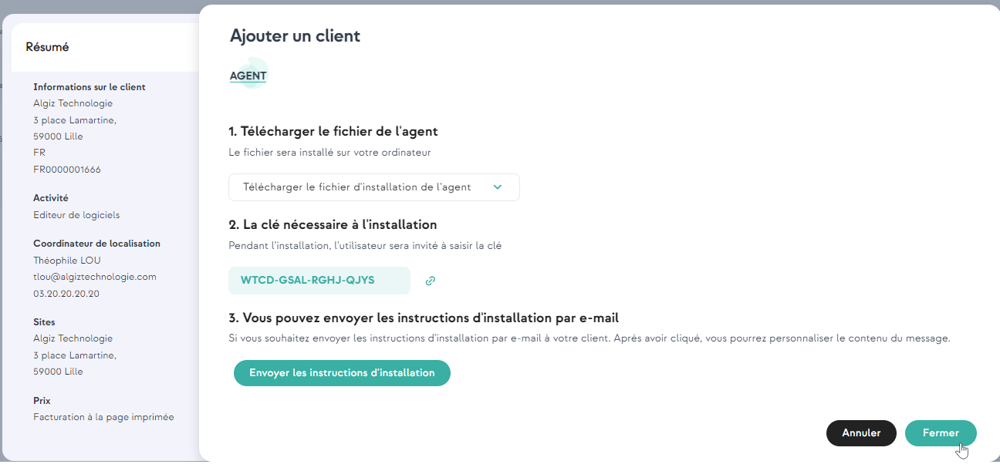 Résumé
Informations sur le client
Algiz Technologie
3 place Lamartine,
59000 Lille
FR
FR0000001666
Activité
Editeur de logiciels
Coordinateur de localisation
Théophile LOU
tlou@algiztechnologie.com
03.20.20.20.20
Sites
Algiz Technologie
3 place Lamartine,
59000 Lille
Prix
Facturation à la page imprimée
Ajouter un client
AGENT
1. Télécharger le fichier de l'agent
Le fichier sera installé sur votre ordinateur
Télécharger le fichier d'installation de l'agent
2. La clé nécessaire à l'installation
Pendant l'installation, l'utilisateur sera invité à saisir la clé
WTCD-GSAL-RGHJ-QJYS
3. Vous pouvez envoyer les instructions d'installation par e-mail
Si vous souhaitez envoyer les instructions d'installation par e-mail à votre client. Après avoir cliqué, vous pourrez personnaliser le contenu du message.
Envoyer les instructions d'installation
Annuler
Fermer